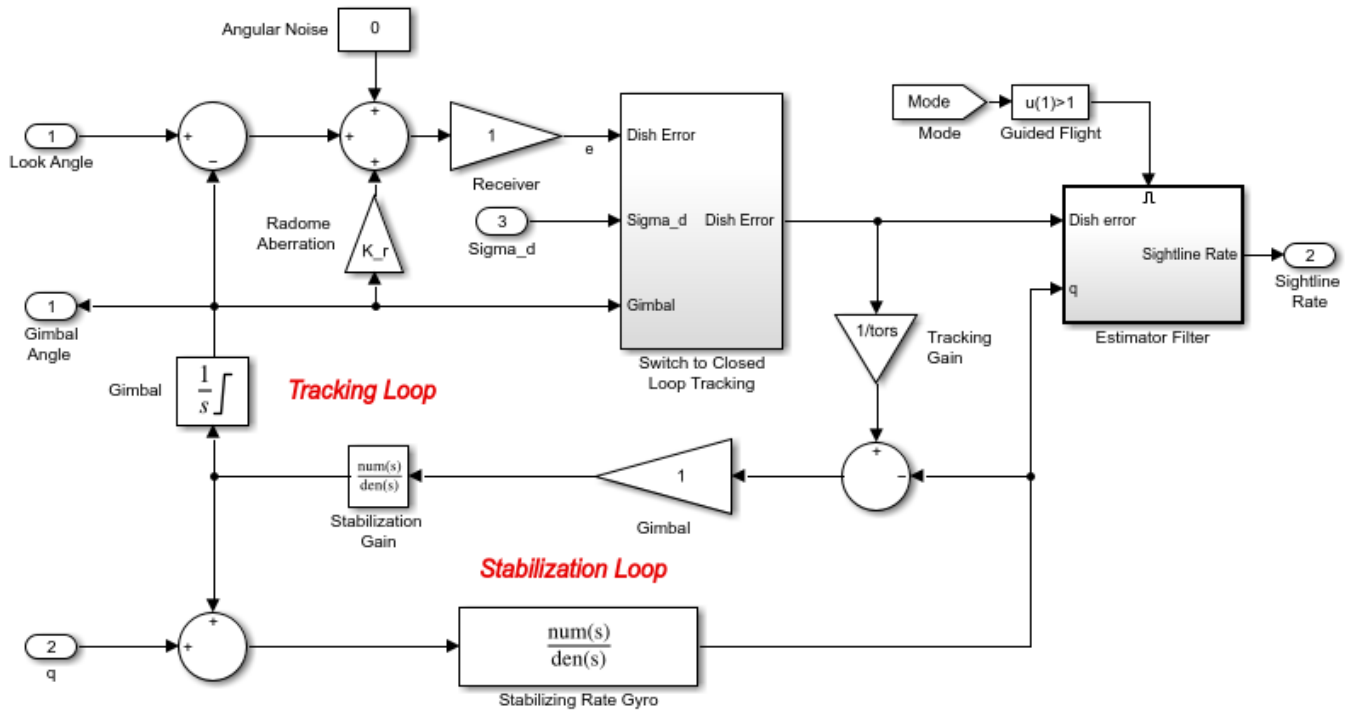 Angular Noise
0
Mode
u(1)>1
Mode
Guided Flight
1
Look Angle
+
−
+
+
+
1
Receiver
e
Dish Error
Sigma_d
Dish Error
Gimbal
Switch to Closed
Loop Tracking
Radome
Aberration
K_r
3
Sigma_d
Dish error
Sightline Rate
q
Estimator Filter
2
Sightline
Rate
1
Gimbal
Angle
1/tors
Tracking
Gain
Gimbal
1
s
Tracking Loop
num(s)
den(s)
Stabilization
Gain
1
Gimbal
+
−
Stabilization Loop
2
q
+
+
num(s)
den(s)
Stabilizing Rate Gyro